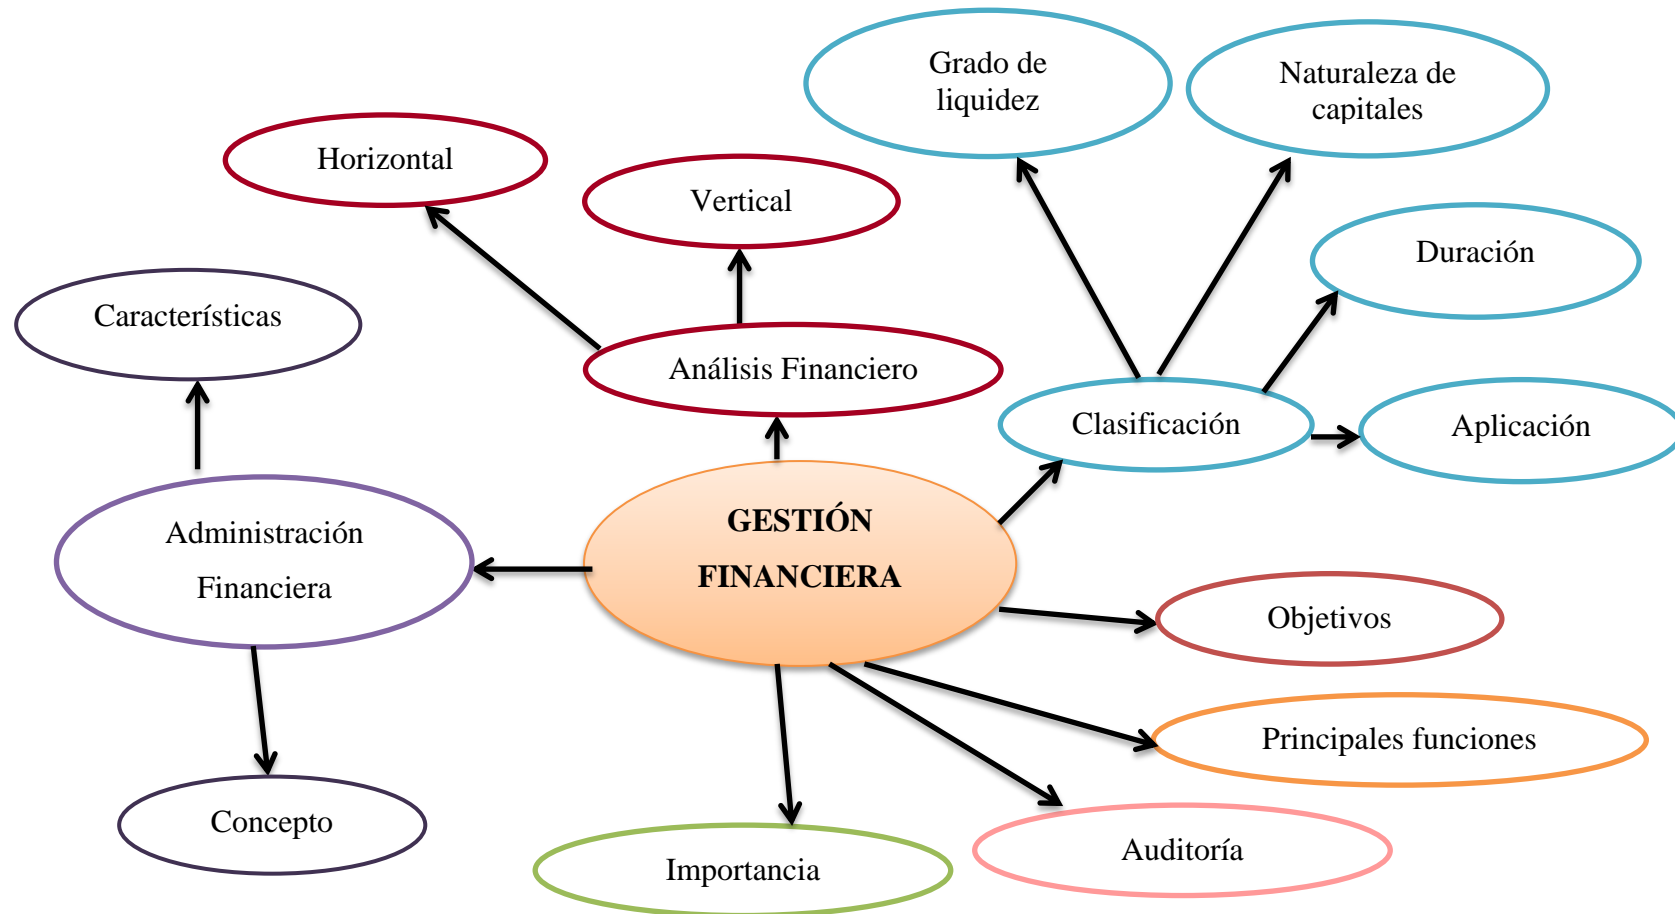 Grado de
liquidez
Naturaleza de
capitales
Horizontal
Vertical
Duración
Características
Análisis Financiero
Clasificación
Aplicación
GESTIÓN
FINANCIERA
Administración
Financiera
Objetivos
Principales funciones
Concepto
Auditoría
Importancia